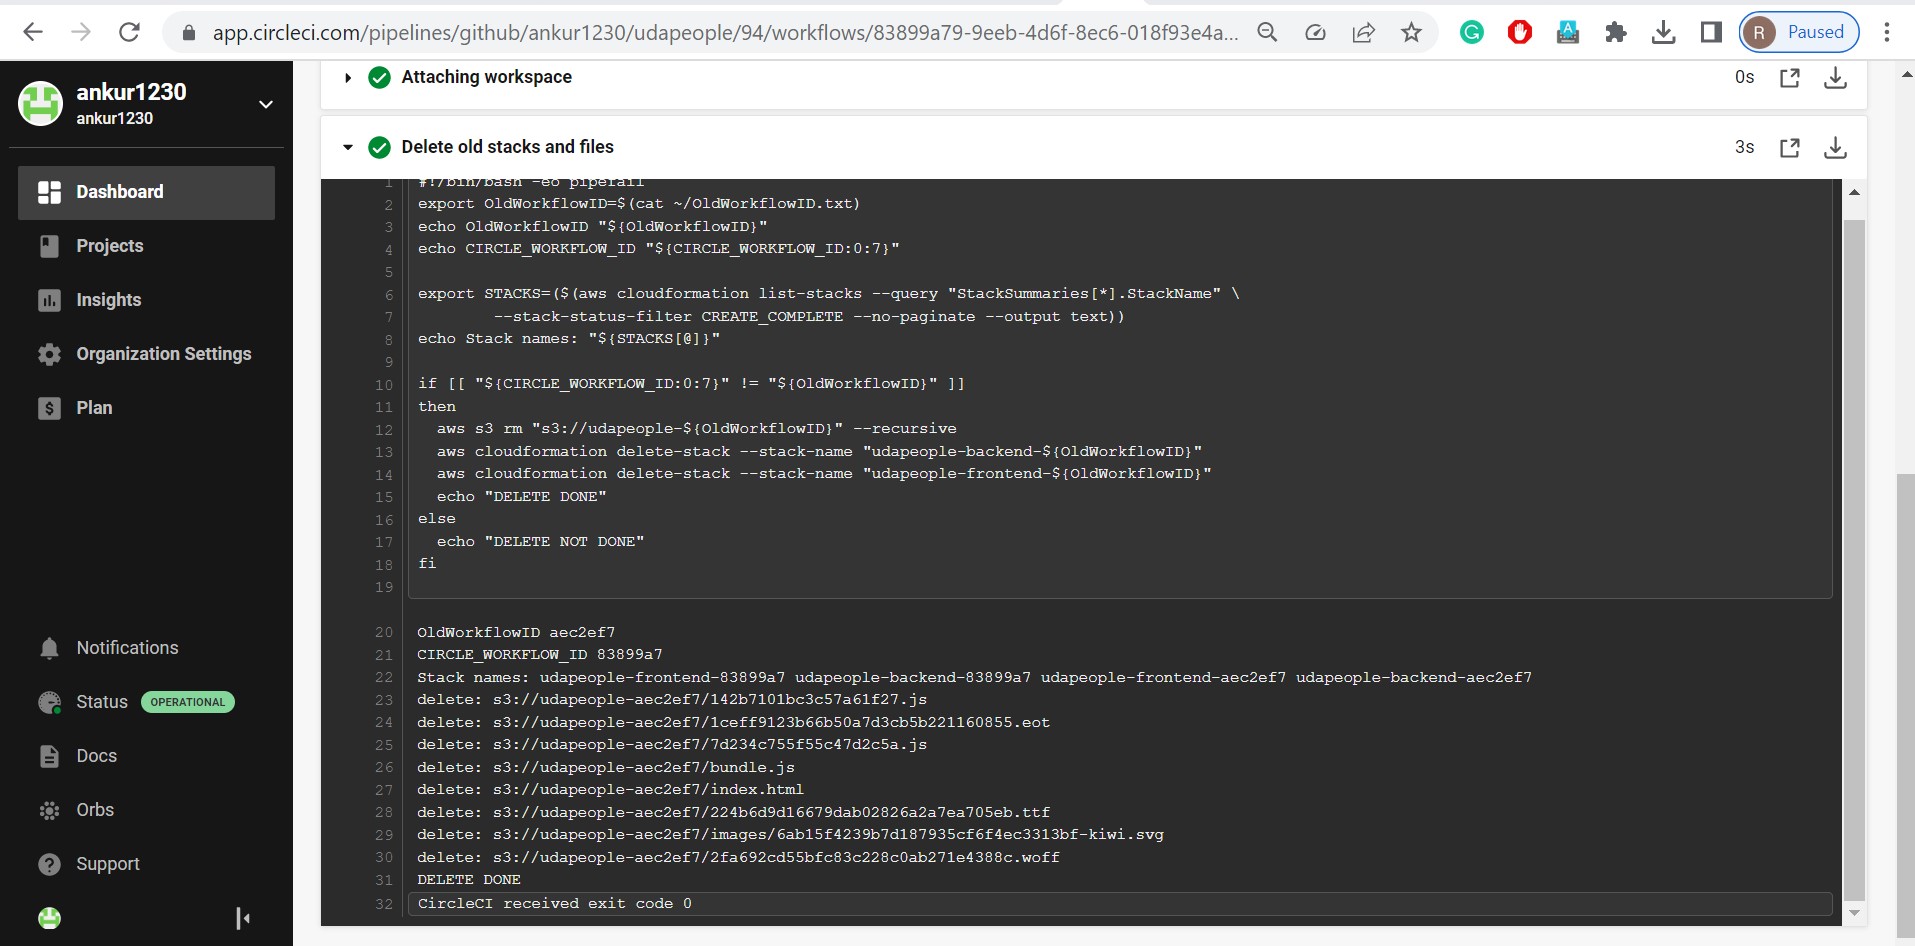 app.circleci.com/pipelines/github/ankur1230/udapeople/94/workflows/83899a79-9eeb-4d6f-8ec6-018f93e4a...
R Paused
ankur1230
ankur1230
Dashboard
Projects
Insights
Organization Settings
Plan
Notifications
Status OPERATIONAL
Docs
Orbs
Support
Attaching workspace 0s
Delete old stacks and files 3s
1 #!/bin/bash -eo pipefail
2 export OldWorkflowID=$(cat ~/OldWorkflowID.txt)
3 echo OldWorkflowID "${OldWorkflowID}"
4 echo CIRCLE_WORKFLOW_ID "${CIRCLE_WORKFLOW_ID:0:7}"
5
6 export STACKS=($(aws cloudformation list-stacks --query "StackSummaries[*].StackName" \
7 --stack-status-filter CREATE_COMPLETE --no-paginate --output text))
8 echo Stack names: "${STACKS[@]}"
9
10 if [[ "${CIRCLE_WORKFLOW_ID:0:7}" != "${OldWorkflowID}" ]]
11 then
12 aws s3 rm "s3://udapeople-${OldWorkflowID}" --recursive
13 aws cloudformation delete-stack --stack-name "udapeople-backend-${OldWorkflowID}"
14 aws cloudformation delete-stack --stack-name "udapeople-frontend-${OldWorkflowID}"
15 echo "DELETE DONE"
16 else
17 echo "DELETE NOT DONE"
18 fi
19
20 OldWorkflowID aec2ef7
21 CIRCLE_WORKFLOW_ID 83899a7
22 Stack names: udapeople-frontend-83899a7 udapeople-backend-83899a7 udapeople-frontend-aec2ef7 udapeople-backend-aec2ef7
23 delete: s3://udapeople-aec2ef7/142b7101bc3c57a61f27.js
24 delete: s3://udapeople-aec2ef7/1ceff9123b66b50a7d3cb5b221160855.eot
25 delete: s3://udapeople-aec2ef7/7d234c755f55c47d2c5a.js
26 delete: s3://udapeople-aec2ef7/bundle.js
27 delete: s3://udapeople-aec2ef7/index.html
28 delete: s3://udapeople-aec2ef7/224b6d9d16679dab02826a2a7ea705eb.ttf
29 delete: s3://udapeople-aec2ef7/images/6ab15f4239b7d187935cf6f4ec3313bf-kiwi.svg
30 delete: s3://udapeople-aec2ef7/2fa692cd55bfc83c228c0ab271e4388c.woff
31 DELETE DONE
32 CircleCI received exit code 0